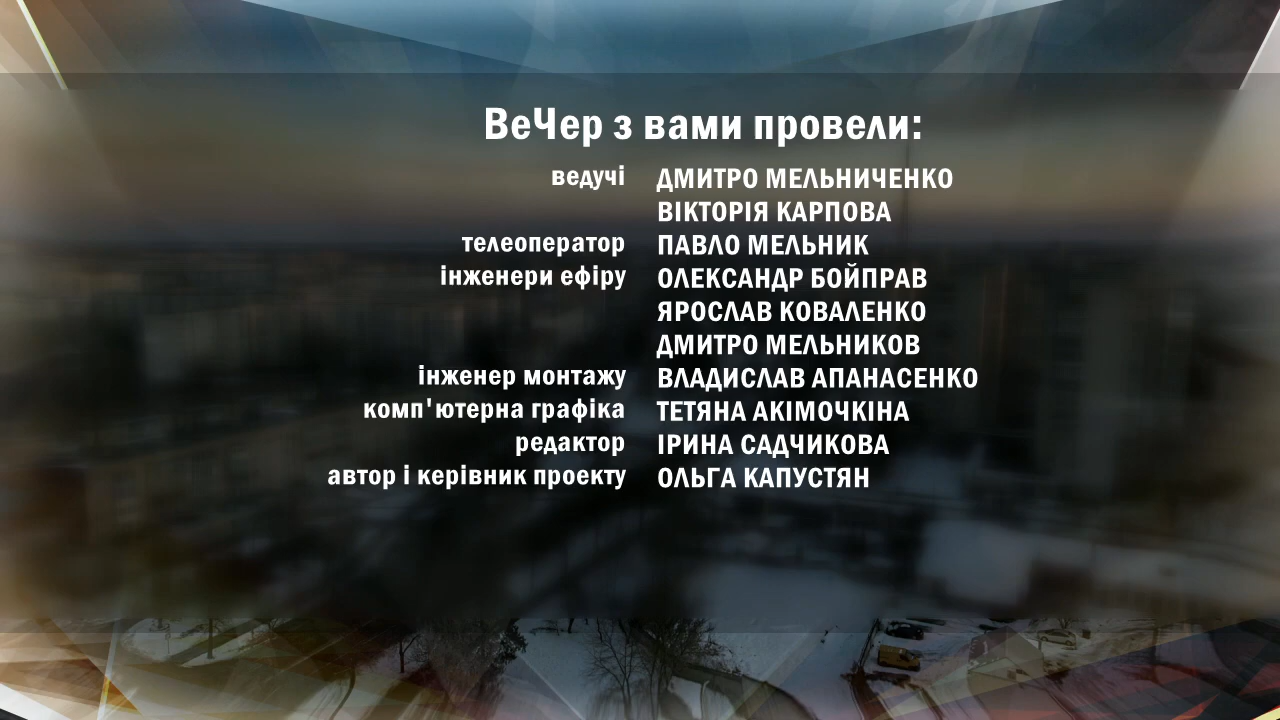 ВеЧер з вами провели:
ведучі ДМИТРО МЕЛЬНИЧЕНКО
ВІКТОРІЯ КАРПОВА
телеоператор ПАВЛО МЕЛЬНИК
інженери ефіру ОЛЕКСАНДР БОЙПРАВ
ЯРОСЛАВ КОВАЛЕНКО
ДМИТРО МЕЛЬНИКОВ
інженер монтажу ВЛАДИСЛАВ АПАНАСЕНКО
комп'ютерна графіка ТЕТЯНА АКІМОЧКІНА
редактор ІРИНА САДЧИКОВА
автор і керівник проекту ОЛЬГА КАПУСТЯН